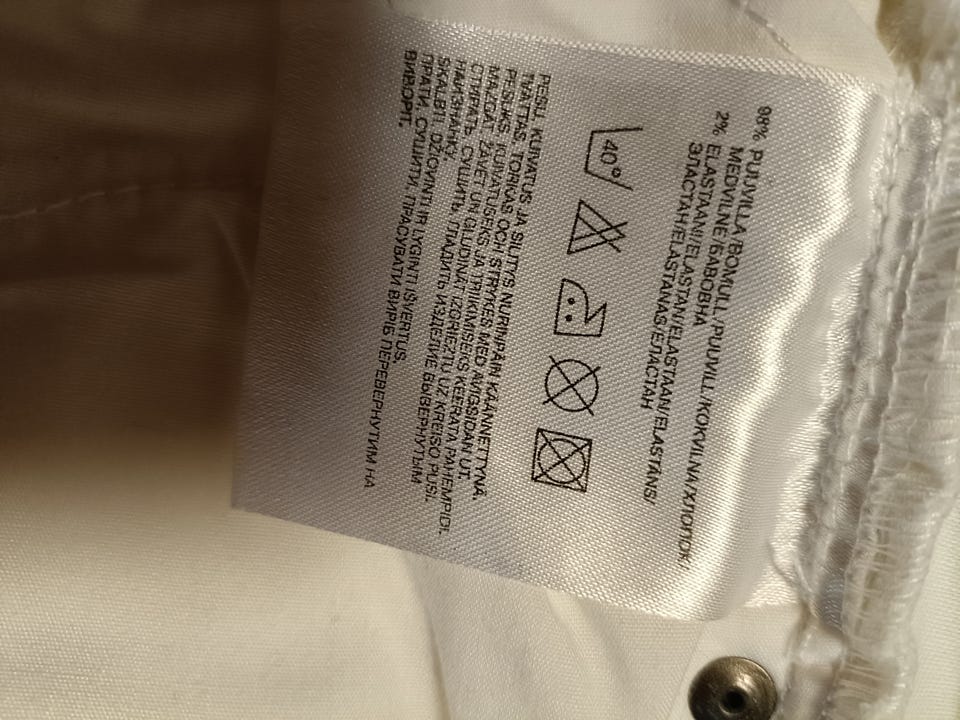 98% PUUVILLA/BOMULL/PUUVILL/KOKVILNA/ХЛОПОК/
MEDVILNĖ/БАВОВНА
2% ELASTAANI/ELASTAN/ELASTAAN/ELASTĀNS/
ЭЛАСТАН/ELASTANAS/ЕЛАСТАН
40°
PESU, KUIVATUS JA SILITYS NURINPÄIN KÄÄNNETTYNÄ.
TVÄTTAS, TORKAS OCH STRYKES MED AVIGSIDAN UT.
PESUKS, KUIVATUSEKS JA TRIIKIMISEKS KEERATA PAHEMPIDI.
MAZGĀT, ŽĀVĒT UN GLUDINĀT IZGRIEZTU UZ KREISO PUSI.
СТИРАТЬ, СУШИТЬ, ГЛАДИТЬ ИЗДЕЛИЕ ВЫВЕРНУТЫМ
НАИЗНАНКУ.
SKALBTI, DŽIOVINTI IR LYGINTI IŠVERTUS.
ПРАТИ, СУШИТИ, ПРАСУВАТИ ВИРІБ ПЕРЕВЕРНУТИМ НА
ВИВОРІТ.